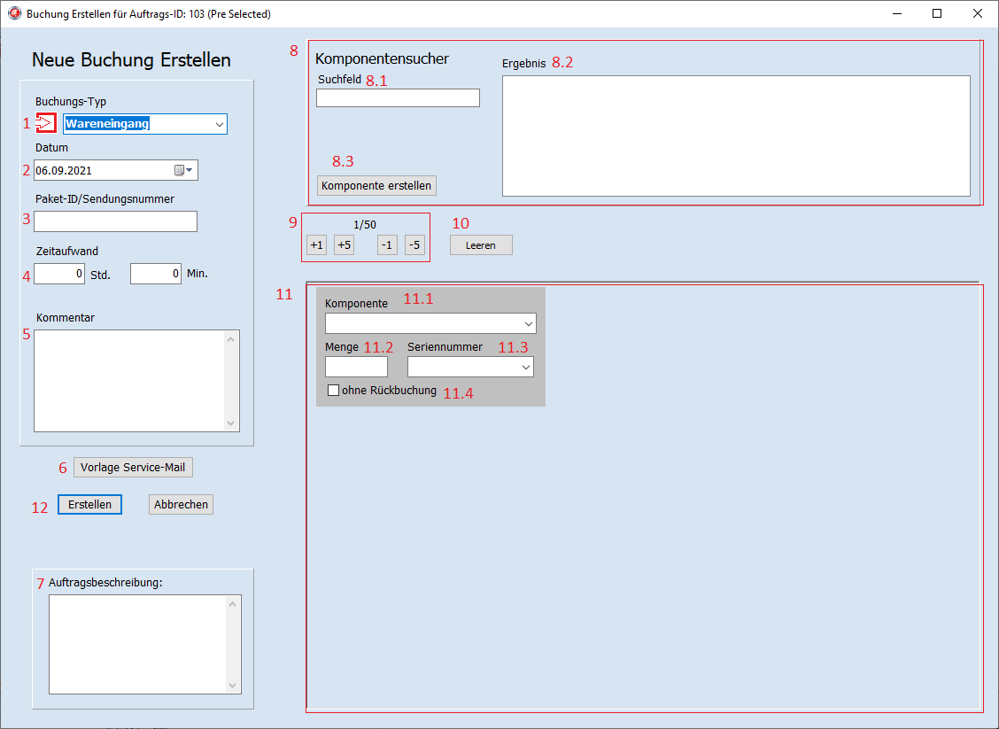 Buchung Erstellen für Auftrags-ID: 103 (Pre Selected)
Neue Buchung Erstellen
Buchungs-Typ
1 Wareneingang
Datum
2 06.09.2021
Paket-ID/Sendungsnummer
3
Zeitaufwand
4 0 Std. 0 Min.
Kommentar
5
6 Vorlage Service-Mail
12 Erstellen Abbrechen
7 Auftragsbeschreibung:
8 Komponentensucher
Suchfeld 8.1
Ergebnis 8.2
8.3
Komponente erstellen
9 1/50
+1 +5 -1 -5
10
Leeren
11
Komponente 11.1
Menge 11.2 Seriennummer 11.3
ohne Rückbuchung 11.4